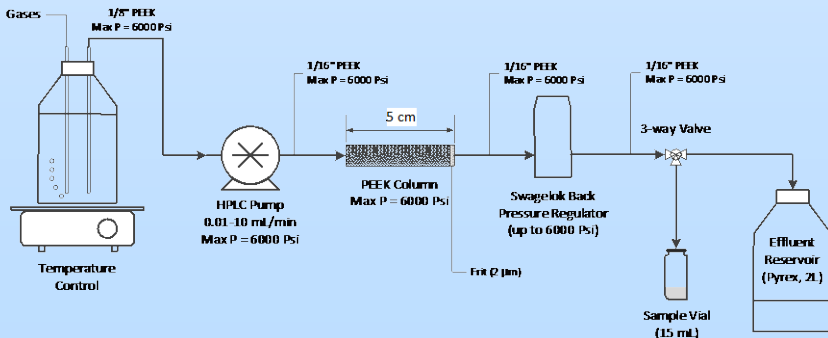 Gases
1/8" PEEK
Max P = 6000 Psi
1/16" PEEK
Max P = 6000 Psi
1/16" PEEK
Max P = 6000 Psi
1/16" PEEK
Max P = 6000 Psi
5 cm
3-way Valve
HPLC Pump
0.01-10 mL/min
Max P = 6000 Psi
PEEK Column
Max P = 6000 Psi
Swagelok Back
Pressure Regulator
(up to 6000 Psi)
Temperature
Control
Frit (2 µm)
Effluent
Reservoir
(Pyrex, 2L)
Sample Vial
(15 mL)